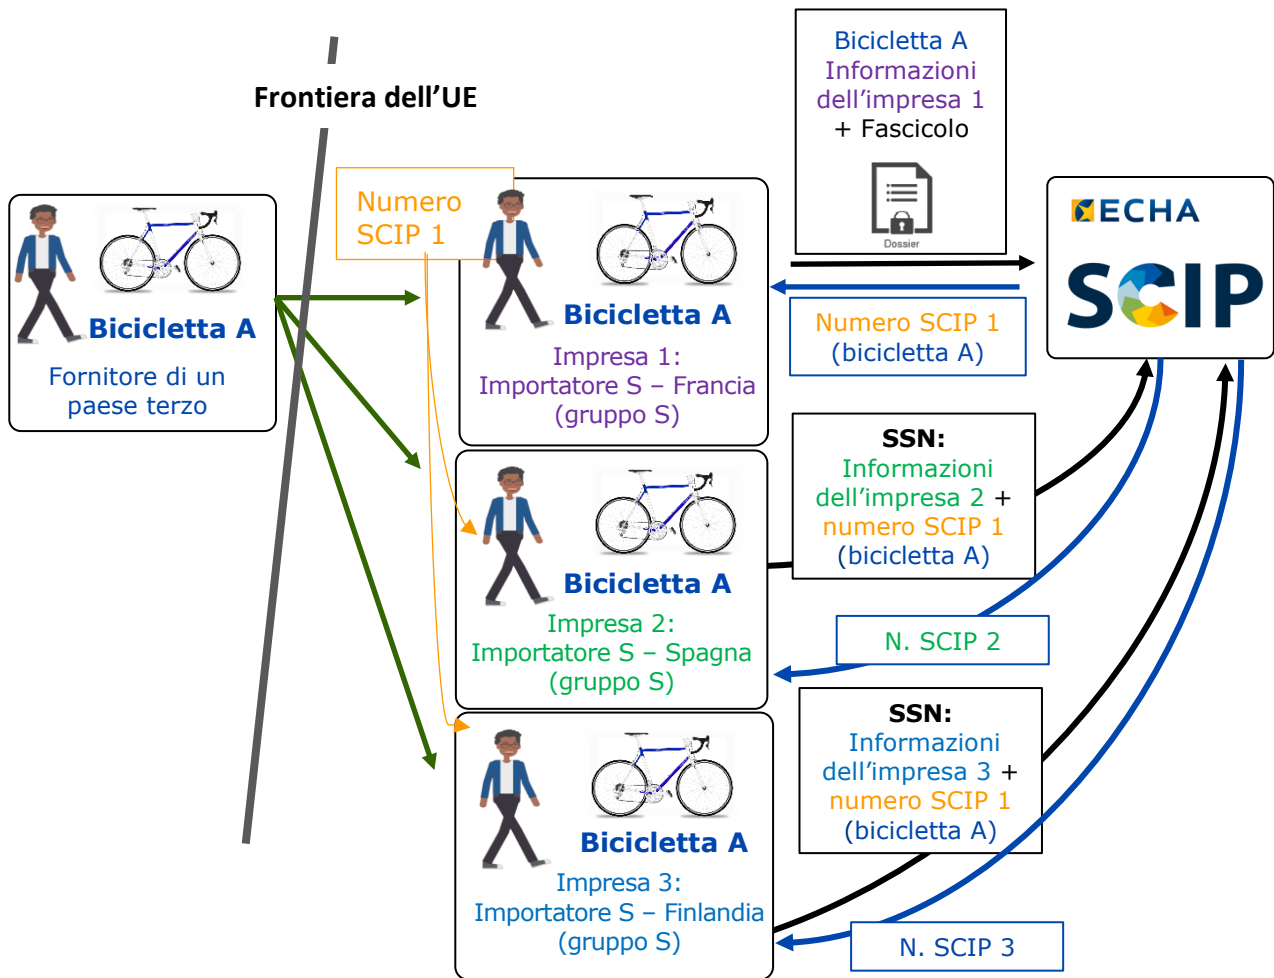 Frontiera dell'UE
Bicicletta A
Fornitore di un
paese terzo
Numero
SCIP 1
Bicicletta A
Impresa 1:
Importatore S – Francia
(gruppo S)
Bicicletta A
Informazioni
dell'impresa 1
+ Fascicolo
Dossier
Numero SCIP 1
(bicicletta A)
ECHA
SCIP
Bicicletta A
Impresa 2:
Importatore S – Spagna
(gruppo S)
SSN:
Informazioni
dell'impresa 2 +
numero SCIP 1
(bicicletta A)
N. SCIP 2
Bicicletta A
Impresa 3:
Importatore S – Finlandia
(gruppo S)
SSN:
Informazioni
dell'impresa 3 +
numero SCIP 1
(bicicletta A)
N. SCIP 3